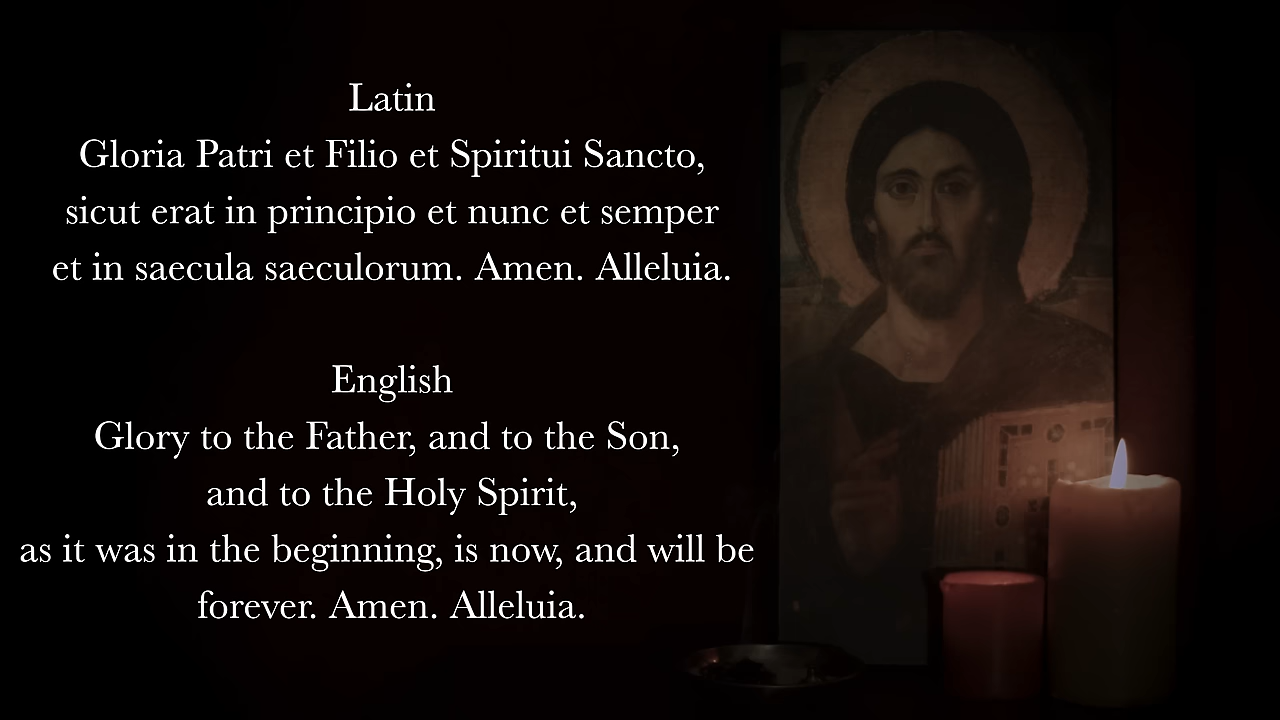 Latin
Gloria Patri et Filio et Spiritui Sancto,
sicut erat in principio et nunc et semper
et in saecula saeculorum. Amen. Alleluia.
English
Glory to the Father, and to the Son,
and to the Holy Spirit,
as it was in the beginning, is now, and will be
forever. Amen. Alleluia.